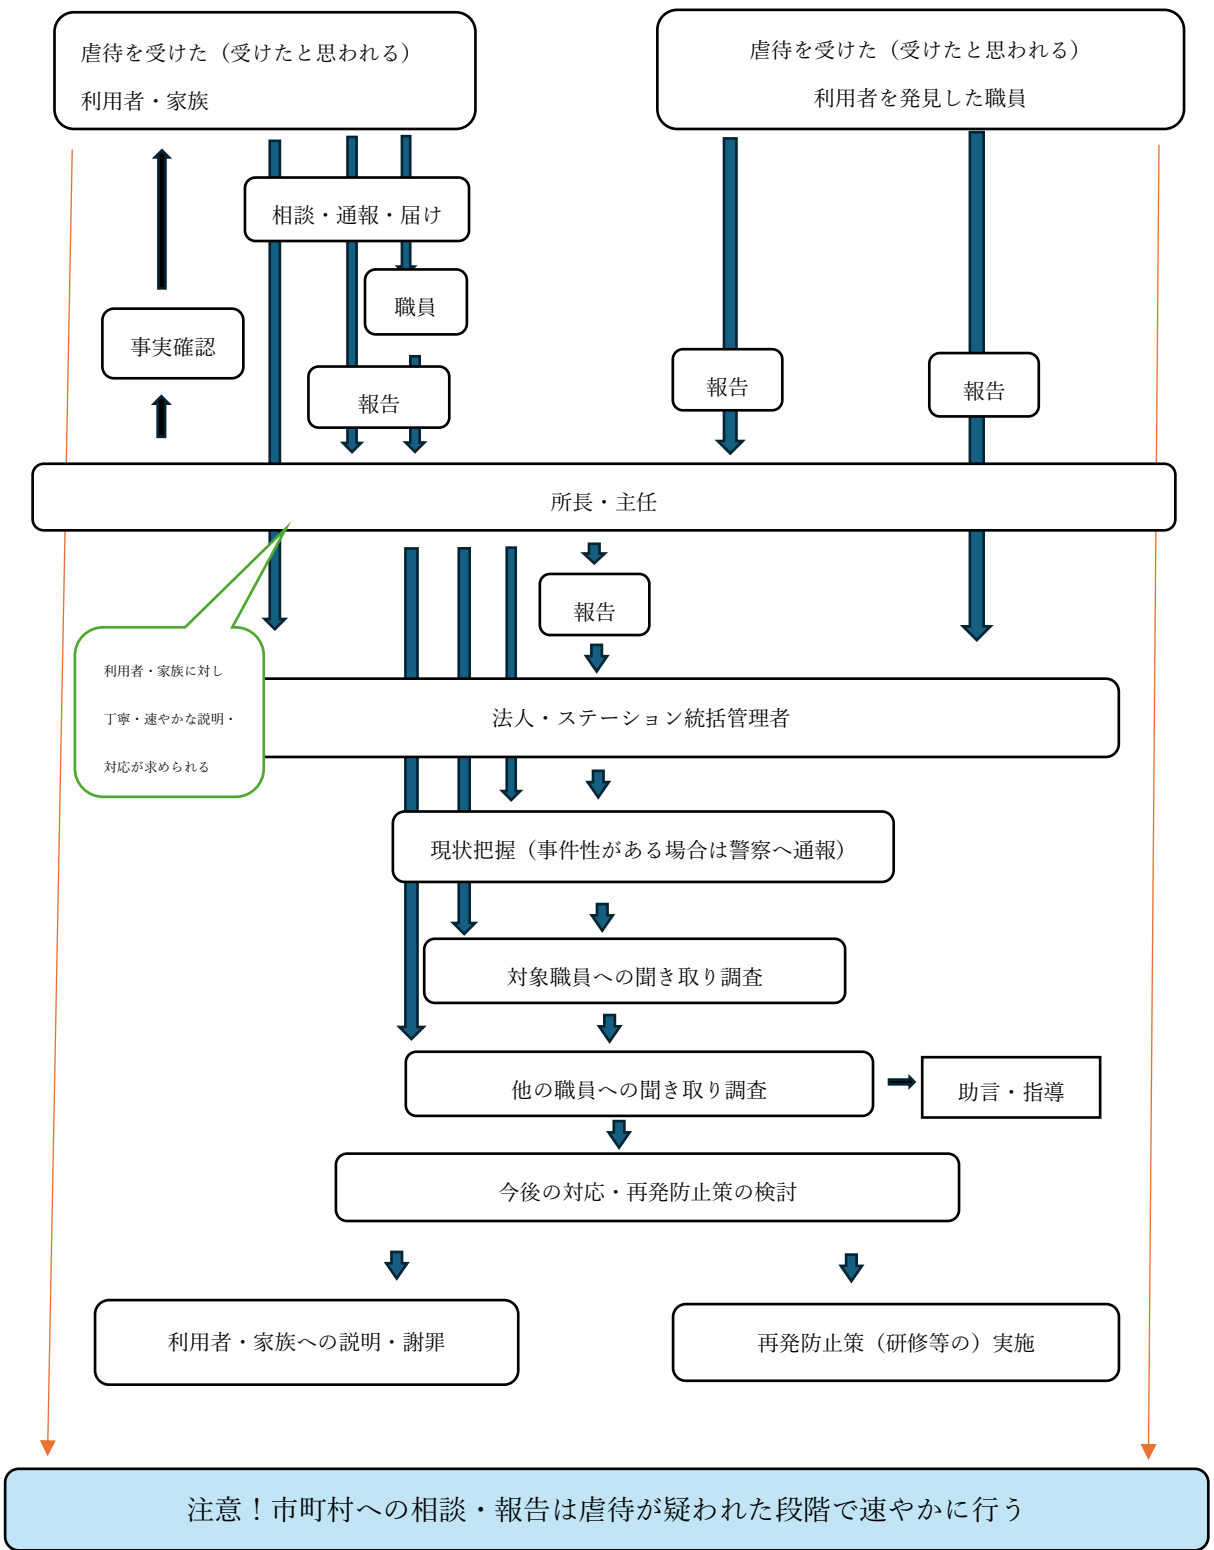 虐待を受けた（受けたと思われる）
利用者・家族
虐待を受けた（受けたと思われる）
利用者を発見した職員
相談・通報・届け
職員
事実確認
報告
報告
報告
所長・主任
報告
利用者・家族に対し
丁寧・速やかな説明・
対応が求められる
法人・ステーション統括管理者
現状把握（事件性がある場合は警察へ通報）
対象職員への聞き取り調査
他の職員への聞き取り調査
助言・指導
今後の対応・再発防止策の検討
利用者・家族への説明・謝罪
再発防止策（研修等の）実施
注意！市町村への相談・報告は虐待が疑われた段階で速やかに行う